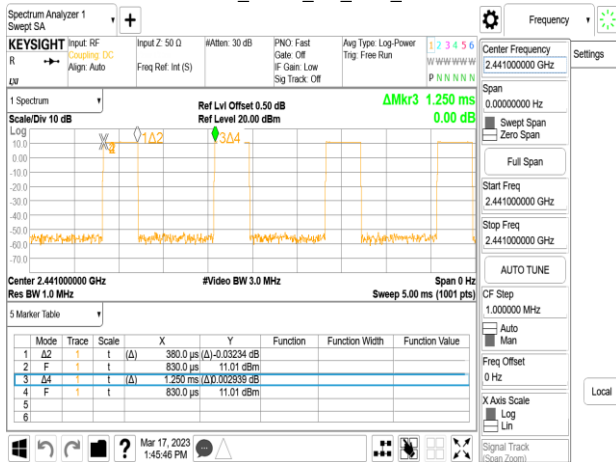 Spectrum Analyzer 1
Swept SA
Frequency
KEYSIGHT
R
LXI
Input: RF
Coupling: DC
Align: Auto
Input Z: 50 Ω
Freq Ref: Int (S)
#Atten: 30 dB
PNO: Fast
Gate: Off
IF Gain: Low
Sig Track: Off
Avg Type: Log-Power
Trig: Free Run
1 2 3 4 5 6
W W W W W W
P N N N N N
1 Spectrum
Scale/Div 10 dB
Log
Ref Lvl Offset 0.50 dB
Ref Level 20.00 dBm
ΔMkr3 1.250 ms
0.00 dB
10.0
0.00
-10.0
-20.0
-30.0
-40.0
-50.0
-60.0
-70.0
1Δ2
3Δ4
Center 2.441000000 GHz
Res BW 1.0 MHz
#Video BW 3.0 MHz
Span 0 Hz
Sweep 5.00 ms (1001 pts)
5 Marker Table
Mode Trace Scale X Y Function Function Width Function Value
1 Δ2 1 t (Δ) 380.0 µs (Δ) -0.03234 dB
2 F 1 t 830.0 µs 11.01 dBm
3 Δ4 1 t (Δ) 1.250 ms (Δ) 0.002939 dB
4 F 1 t 830.0 µs 11.01 dBm
5
6
Mar 17, 2023
1:45:46 PM
Center Frequency
2.441000000 GHz
Span
0.00000000 Hz
Swept Span
Zero Span
Full Span
Start Freq
2.441000000 GHz
Stop Freq
2.441000000 GHz
AUTO TUNE
CF Step
1.000000 MHz
Auto
Man
Freq Offset
0 Hz
X Axis Scale
Log
Lin
Signal Track
(Span Zoom)
Settings
Local